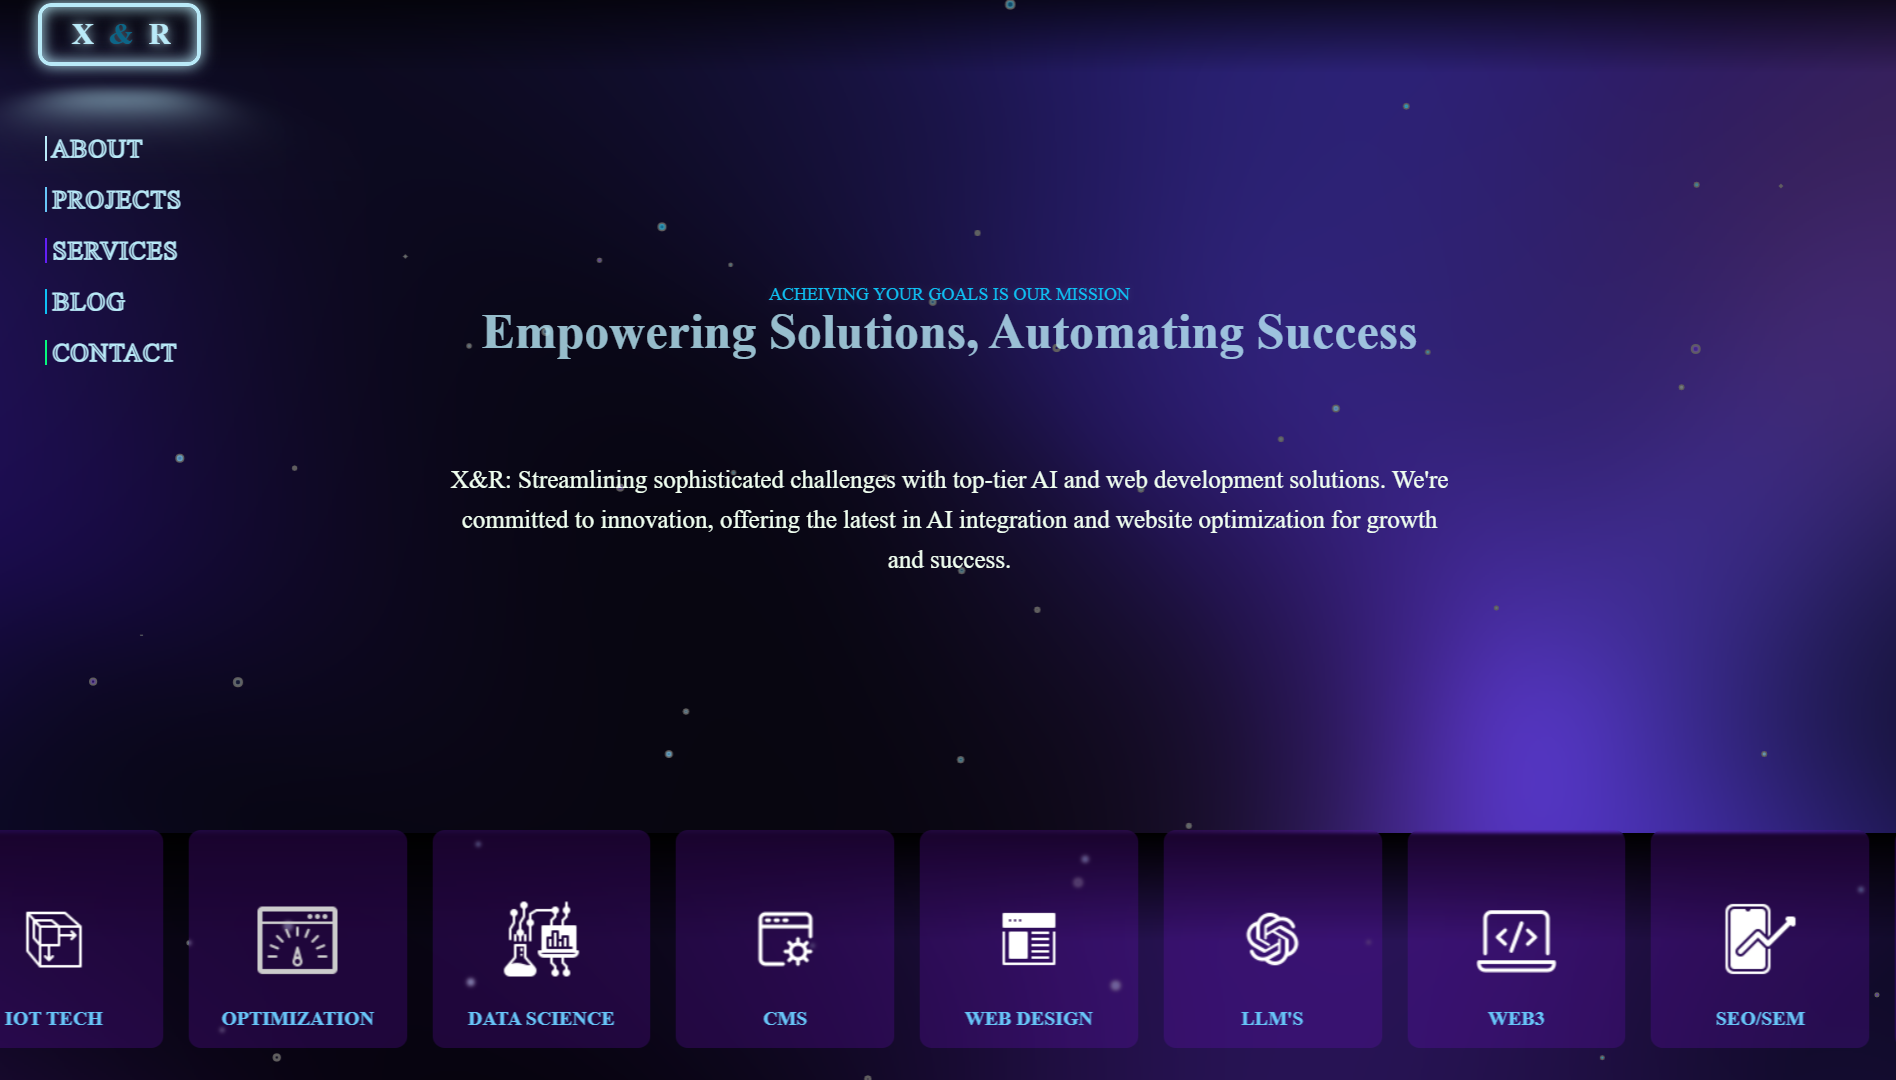 X & R
ABOUT
PROJECTS
SERVICES
BLOG
CONTACT
ACHEIVING YOUR GOALS IS OUR MISSION
Empowering Solutions, Automating Success
X&R: Streamlining sophisticated challenges with top-tier AI and web development solutions. We're
committed to innovation, offering the latest in AI integration and website optimization for growth
and success.
IOT TECH
OPTIMIZATION
DATA SCIENCE
CMS
WEB DESIGN
LLM'S
WEB3
SEO/SEM